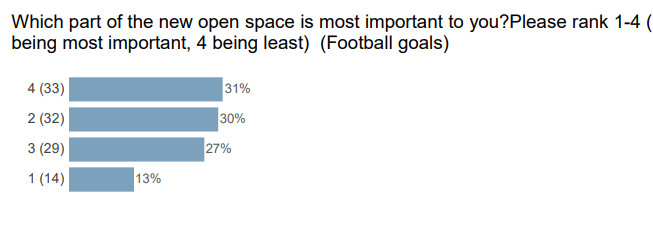 Which part of the new open space is most important to you?Please rank 1-4 (
being most important, 4 being least)  (Football goals)
4 (33) 31%
2 (32) 30%
3 (29) 27%
1 (14) 13%